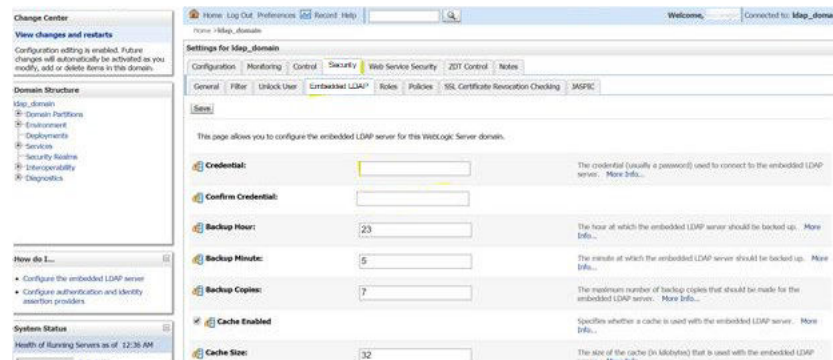 Change Center
View changes and restarts
Configuration editing is enabled. Future
changes will automatically be activated as you
modify, add or delete items in this domain.
Domain Structure
ldap_domain
Domain Partitions
Environment
Deployments
Services
Security Realms
Interoperability
Diagnostics
How do I...
Configure the embedded LDAP server
Configure authentication and identity
assertion providers
System Status
Health of Running Servers as of 12:36 AM
Home Log Out Preferences Record Help
Welcome,
Connected to: ldap_doma
Home >ldap_domain
Settings for ldap_domain
Configuration Monitoring Control Security Web Service Security ZDT Control Notes
General Filter Unlock User Embedded LDAP Roles Policies SSL Certificate Revocation Checking JASPIC
Save
This page allows you to configure the embedded LDAP server for this WebLogic Server domain.
Credential:
The credential (usually a password) used to connect to the embedded LDAP
server. More Info...
Confirm Credential:
Backup Hour:
23
The hour at which the embedded LDAP server should be backed up. More
Info...
Backup Minute:
5
The minute at which the embedded LDAP server should be backed up. More
Info...
Backup Copies:
7
The maximum number of backup copies that should be made for the
embedded LDAP server. More Info...
Cache Enabled
Specifies whether a cache is used with the embedded LDAP server. More
Info...
Cache Size:
32
The size of the cache (in kilobytes) that is used with the embedded LDAP